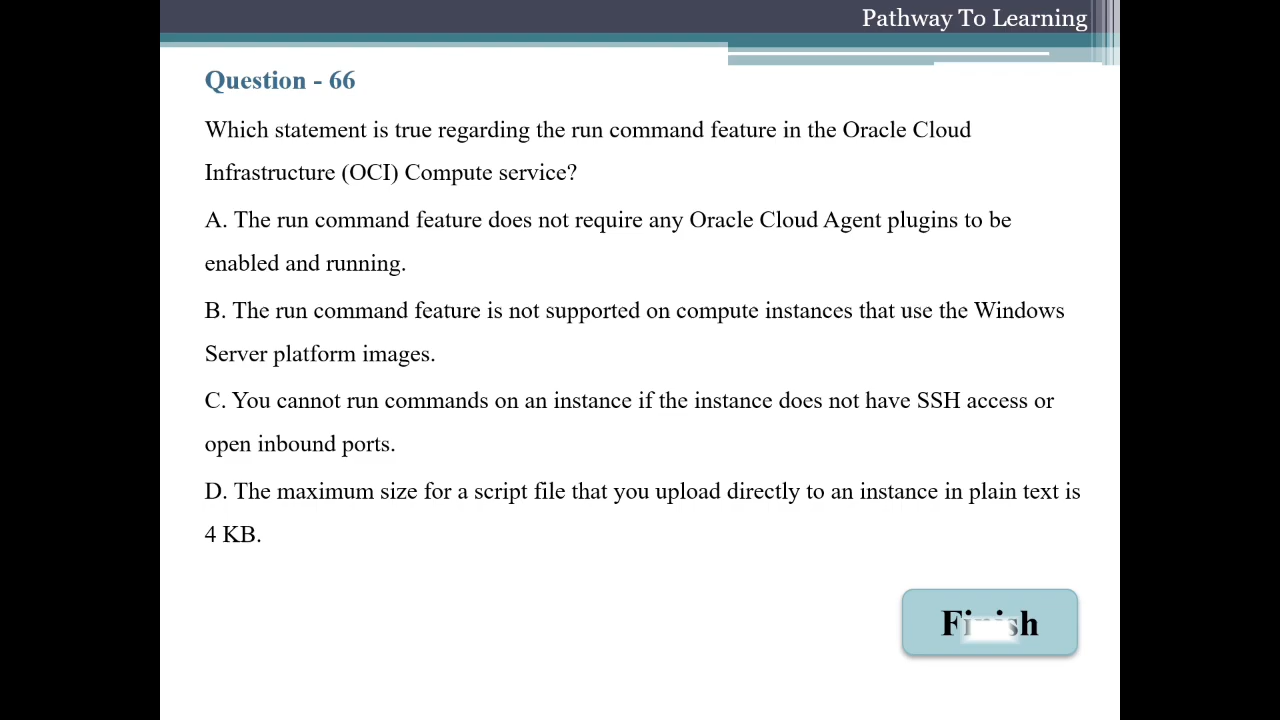 Pathway To Learning
Question - 66
Which statement is true regarding the run command feature in the Oracle Cloud
Infrastructure (OCI) Compute service?
A. The run command feature does not require any Oracle Cloud Agent plugins to be
enabled and running.
B. The run command feature is not supported on compute instances that use the Windows
Server platform images.
C. You cannot run commands on an instance if the instance does not have SSH access or
open inbound ports.
D. The maximum size for a script file that you upload directly to an instance in plain text is
4 KB.
Finish